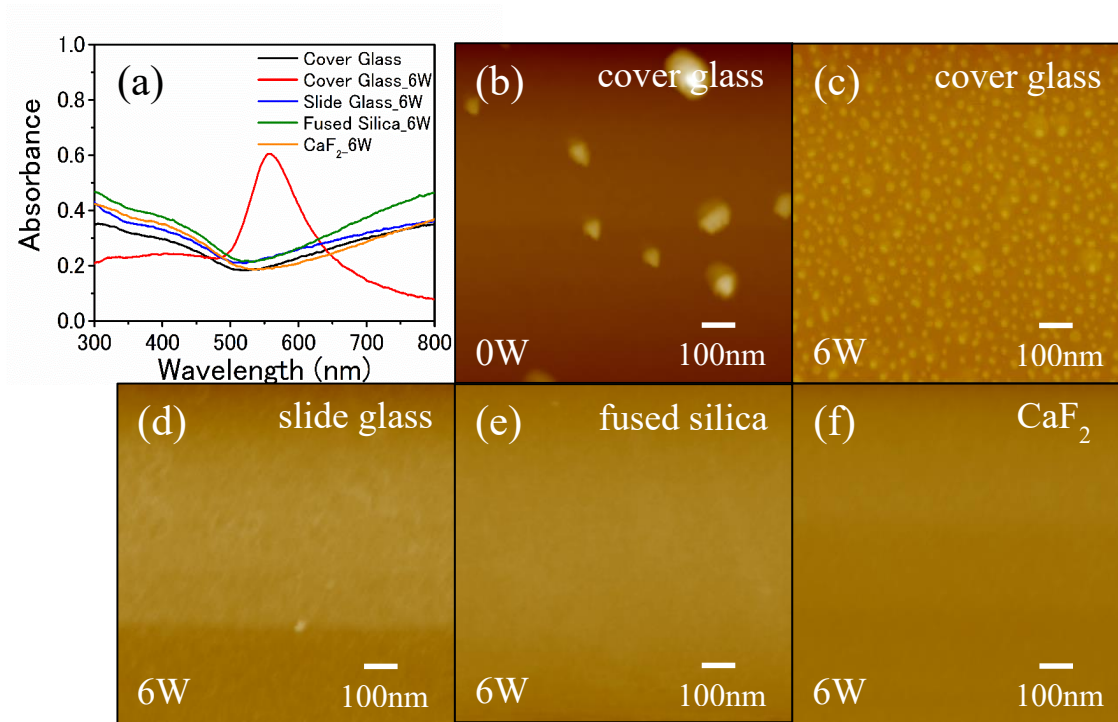 (a)
Cover Glass
Cover Glass_6W
Slide Glass_6W
Fused Silica_6W
CaF₂_6W
Absorbance
1.0
0.8
0.6
0.4
0.2
0.0
300 400 500 600 700 800
Wavelength (nm)
(b) cover glass
0W 100nm
(c) cover glass
6W 100nm
(d) slide glass
6W 100nm
(e) fused silica
6W 100nm
(f) CaF₂
6W 100nm